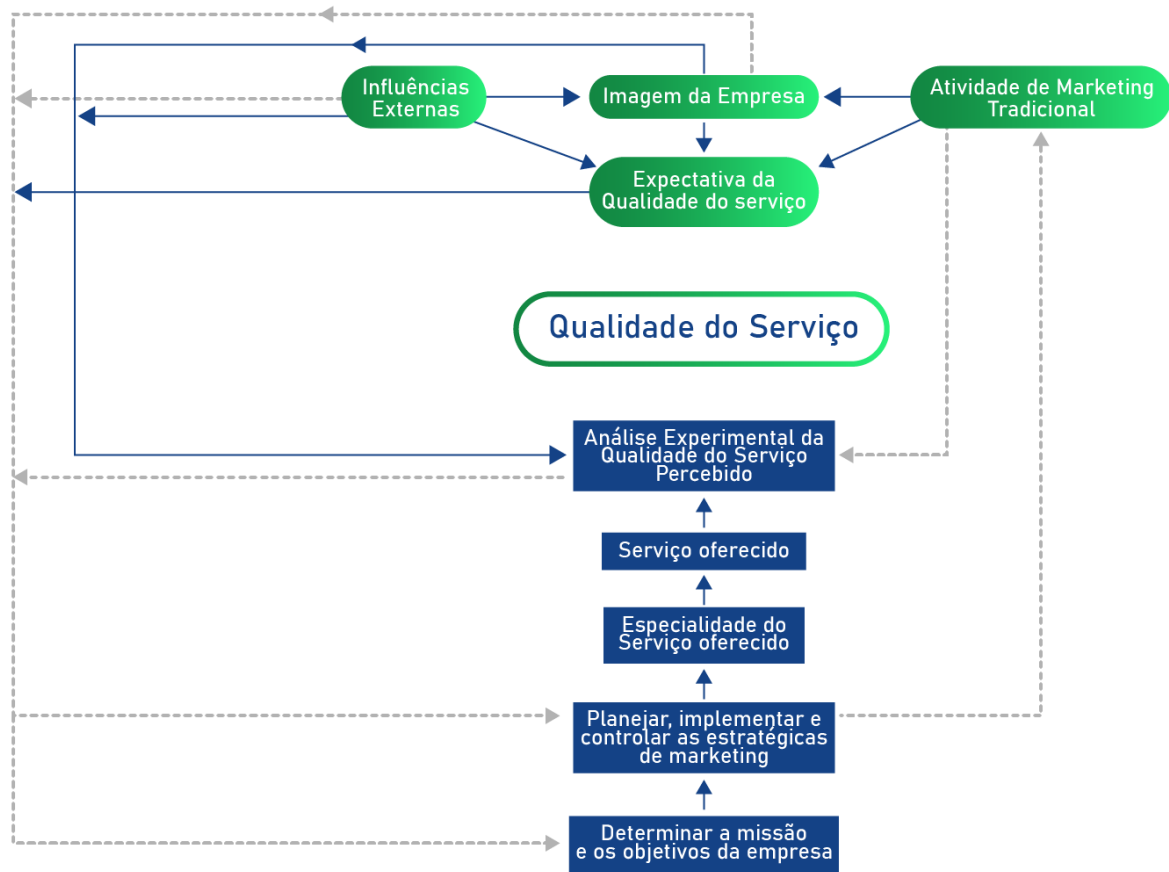 Influências
Externas
Imagem da Empresa
Atividade de Marketing
Tradicional
Expectativa da
Qualidade do serviço
Qualidade do Serviço
Análise Experimental da
Qualidade do Serviço
Percebido
Serviço oferecido
Especialidade do
Serviço oferecido
Planejar, implementar e
controlar as estratégicas
de marketing
Determinar a missão
e os objetivos da empresa